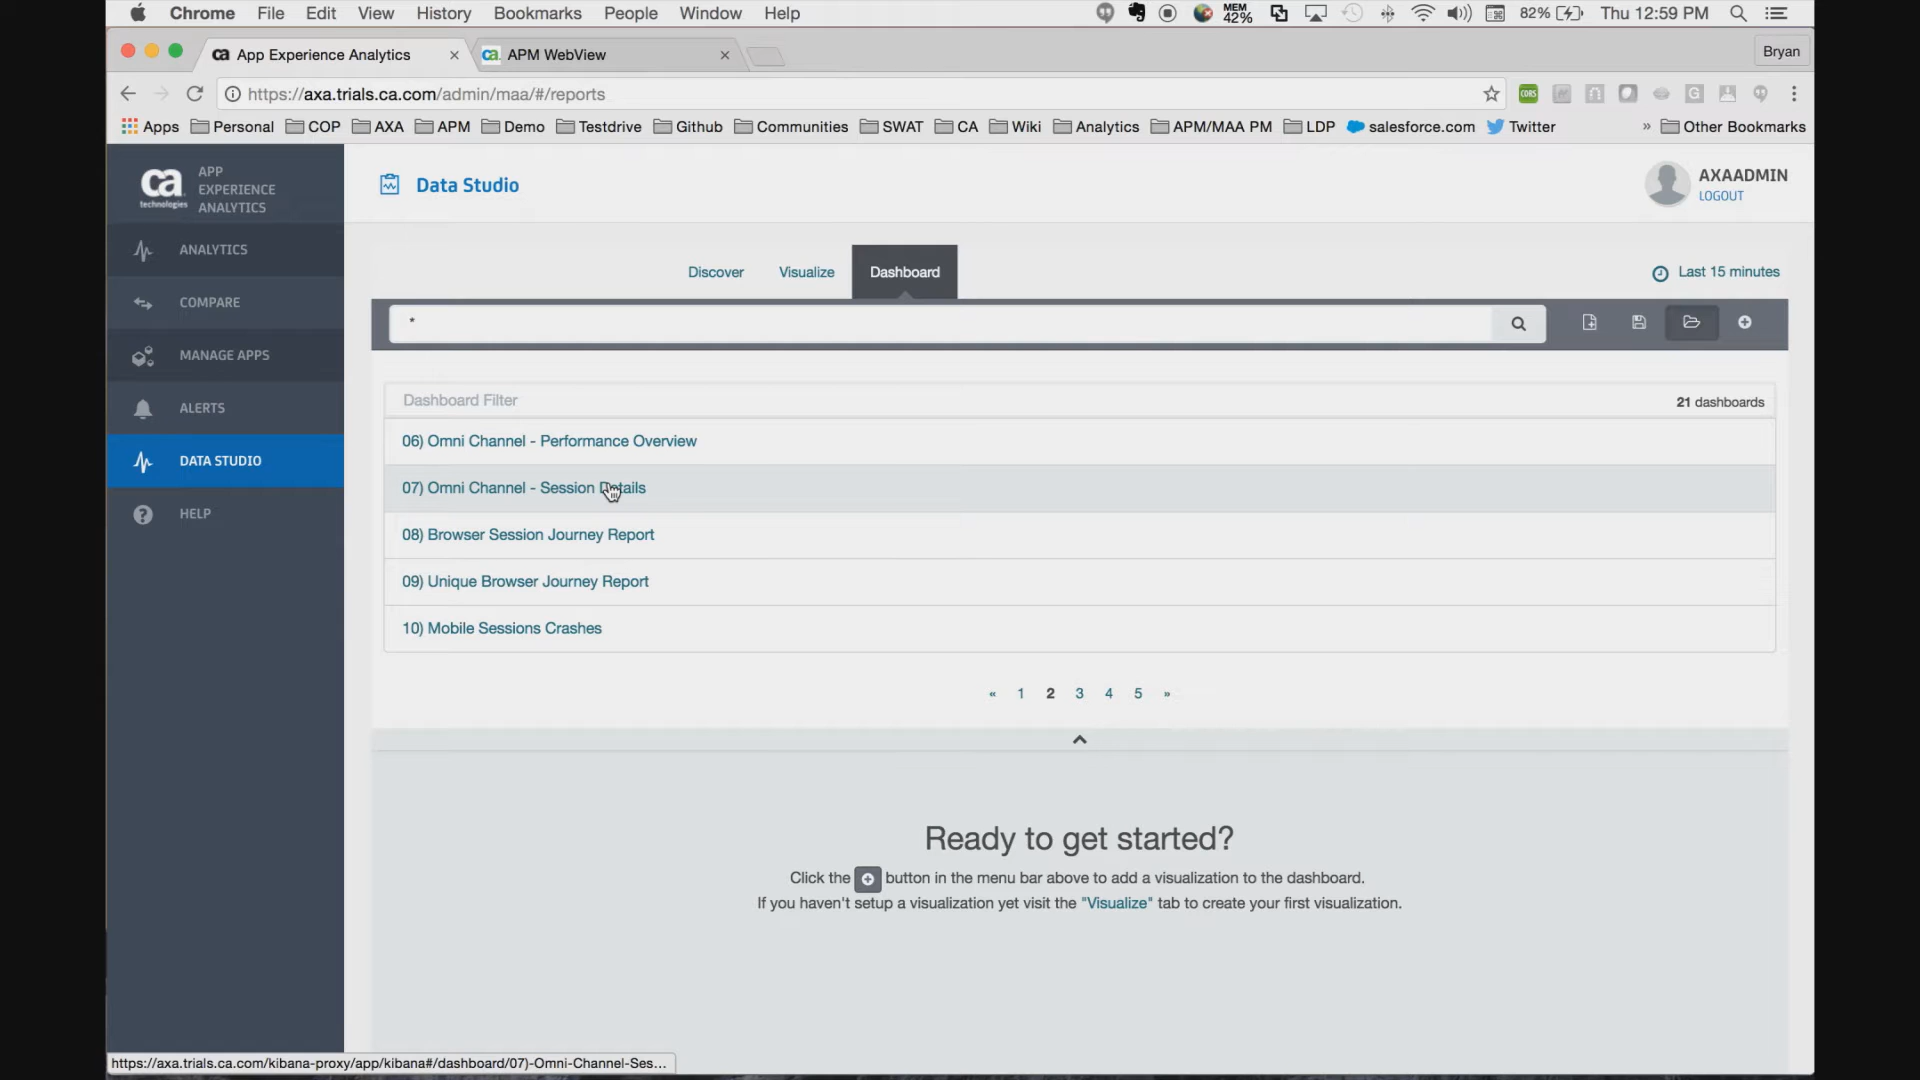 Chrome File Edit View History Bookmarks People Window Help MEM 42% 82% Thu 12:59 PM
App Experience Analytics APM WebView Bryan
https://axa.trials.ca.com/admin/maa/#/reports
Apps Personal COP AXA APM Demo Testdrive Github Communities SWAT CA Wiki Analytics APM/MAA PM LDP salesforce.com Twitter » Other Bookmarks
ca technologies
APP
EXPERIENCE
ANALYTICS
Data Studio
AXAADMIN
LOGOUT
ANALYTICS
COMPARE
MANAGE APPS
ALERTS
DATA STUDIO
HELP
Discover Visualize Dashboard Last 15 minutes
*
Dashboard Filter 21 dashboards
06) Omni Channel - Performance Overview
07) Omni Channel - Session Details
08) Browser Session Journey Report
09) Unique Browser Journey Report
10) Mobile Sessions Crashes
« 1 2 3 4 5 »
Ready to get started?
Click the button in the menu bar above to add a visualization to the dashboard.
If you haven't setup a visualization yet visit the "Visualize" tab to create your first visualization.
https://axa.trials.ca.com/kibana-proxy/app/kibana#/dashboard/07)-Omni-Channel-Ses...